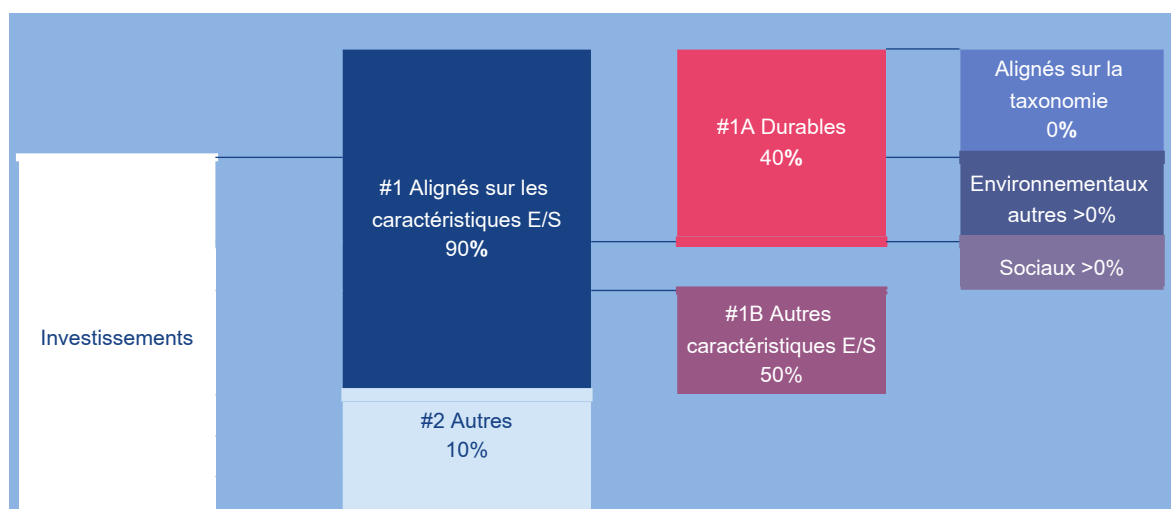 Investissements
#1 Alignés sur les
caractéristiques E/S
90%
#2 Autres
10%
#1A Durables
40%
#1B Autres
caractéristiques E/S
50%
Alignés sur la
taxonomie
0%
Environnementaux
autres >0%
Sociaux >0%